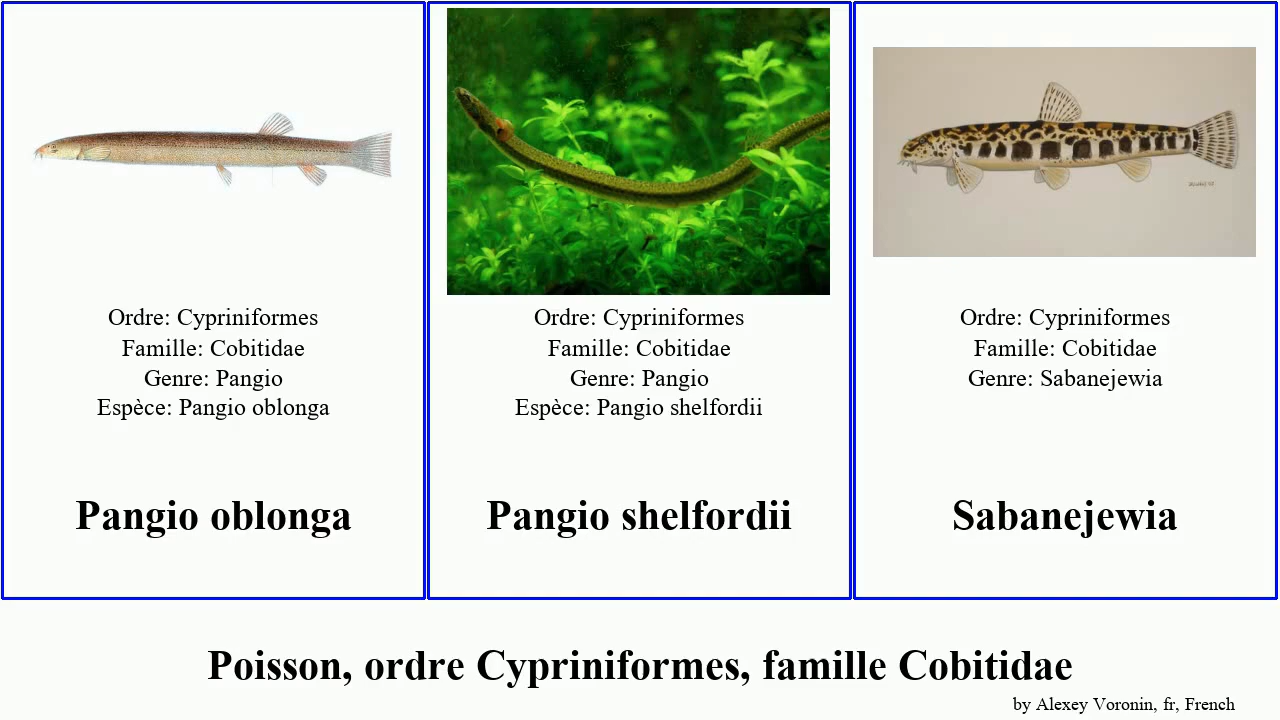 Ordre: Cypriniformes
Famille: Cobitidae
Genre: Pangio
Espèce: Pangio oblonga
Pangio oblonga
Ordre: Cypriniformes
Famille: Cobitidae
Genre: Pangio
Espèce: Pangio shelfordii
Pangio shelfordii
Ordre: Cypriniformes
Famille: Cobitidae
Genre: Sabanejewia
Sabanejewia
Poisson, ordre Cypriniformes, famille Cobitidae
by Alexey Voronin, fr, French